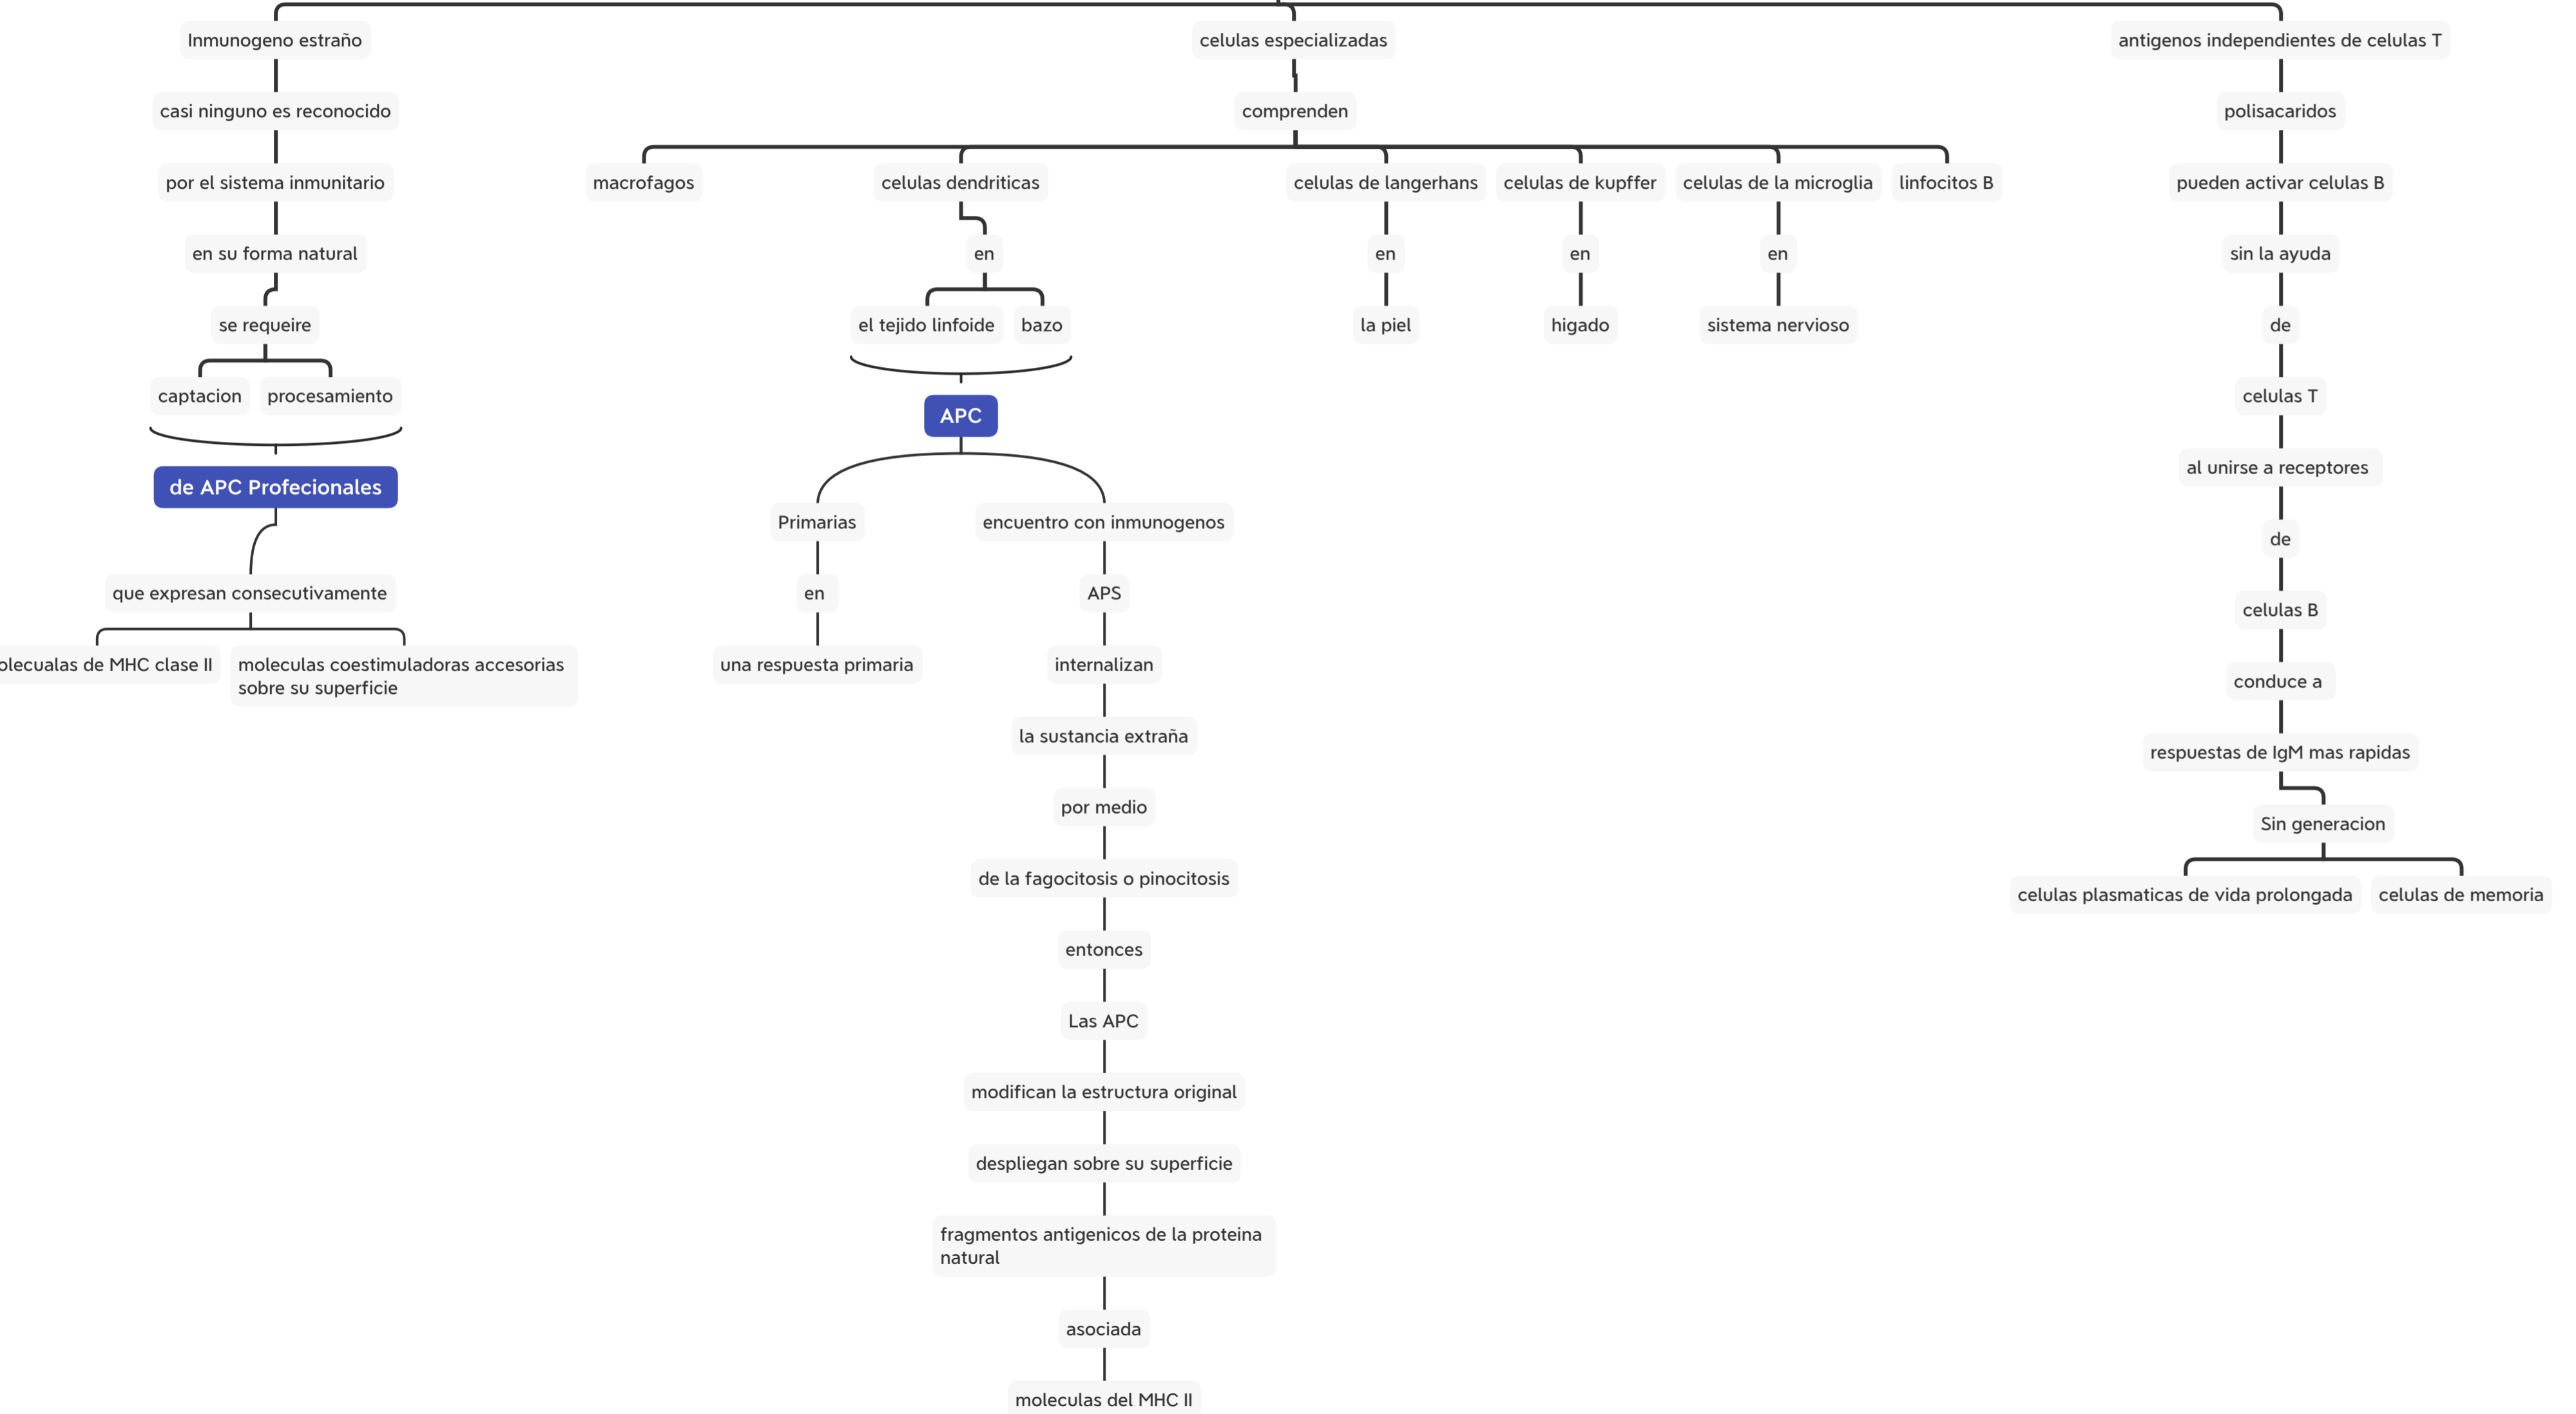 Inmunogeno estraño
casi ninguno es reconocido
por el sistema inmunitario
en su forma natural
se requeire
captacion
procesamiento
de APC Profecionales
que expresan consecutivamente
olecualas de MHC clase II
moleculas coestimuladoras accesorias
sobre su superficie
celulas especializadas
comprenden
macrofagos
celulas dendriticas
en
el tejido linfoide
bazo
APC
Primarias
en
una respuesta primaria
encuentro con inmunogenos
APS
internalizan
la sustancia extraña
por medio
de la fagocitosis o pinocitosis
entonces
Las APC
modifican la estructura original
despliegan sobre su superficie
fragmentos antigenicos de la proteina
natural
asociada
moleculas del MHC II
celulas de langerhans
en
la piel
celulas de kupffer
en
higado
celulas de la microglia
en
sistema nervioso
linfocitos B
antigenos independientes de celulas T
polisacaridos
pueden activar celulas B
sin la ayuda
de
celulas T
al unirse a receptores
de
celulas B
conduce a
respuestas de IgM mas rapidas
Sin generacion
celulas plasmaticas de vida prolongada
celulas de memoria